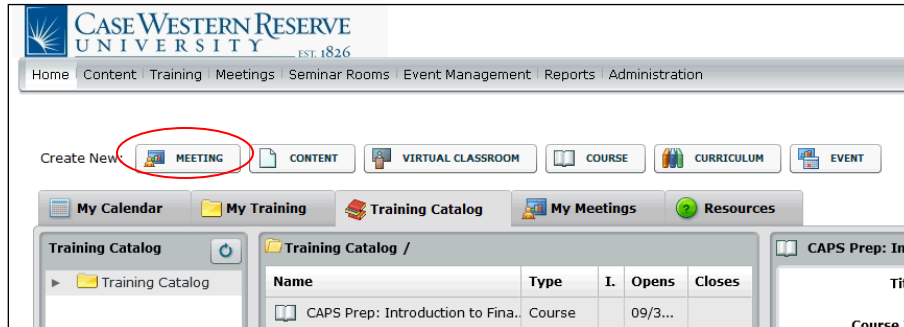 CASE WESTERN RESERVE
UNIVERSITY EST. 1826
Home Content Training Meetings Seminar Rooms Event Management Reports Administration
Create New: MEETING CONTENT VIRTUAL CLASSROOM COURSE CURRICULUM EVENT
My Calendar My Training Training Catalog My Meetings ? Resources
Training Catalog Training Catalog / CAPS Prep: In
Training Catalog Name Type I. Opens Closes Ti
CAPS Prep: Introduction to Fina.. Course 09/3...
Course